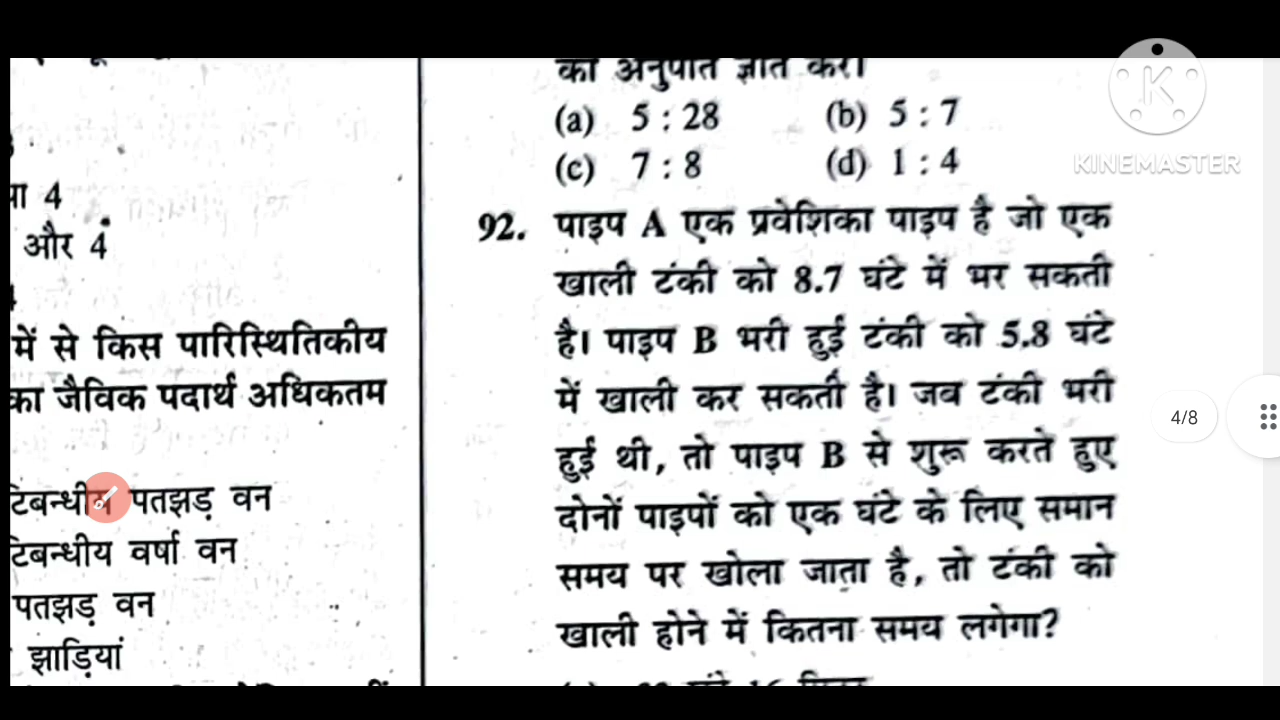 का अनुपात ज्ञात करें।
(a) 5 : 28 (b) 5 : 7
(c) 7 : 8 (d) 1 : 4
KINEMASTER
या 4
और 4
92. पाइप A एक प्रवेशिका पाइप है जो एक
खाली टंकी को 8.7 घंटे में भर सकती
है। पाइप B भरी हुई टंकी को 5.8 घंटे
में खाली कर सकती है। जब टंकी भरी
हुई थी, तो पाइप B से शुरू करते हुए
दोनों पाइपों को एक घंटे के लिए समान
समय पर खोला जाता है, तो टंकी को
खाली होने में कितना समय लगेगा?
में से किस पारिस्थितिकीय
का जैविक पदार्थ अधिकतम
पतझड़ वन
टिबन्धीय वर्षा वन
पतझड़ वन
झाड़ियां
4/8